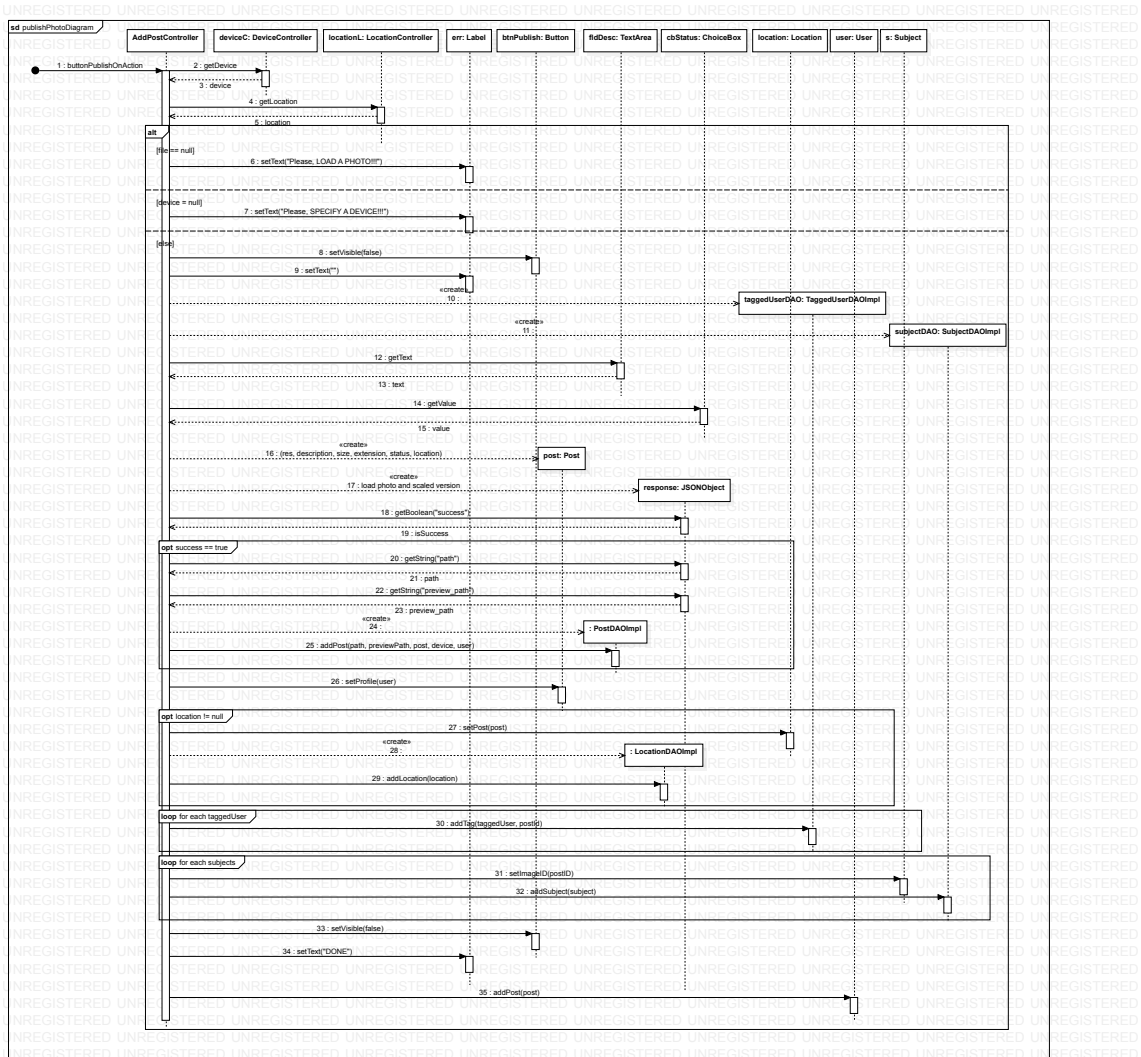 sd publishPhotoDiagram
AddPostController
deviceC: DeviceController
locationL: LocationController
err: Label
btnPublish: Button
fldDesc: TextArea
cbStatus: ChoiceBox
location: Location
user: User
s: Subject
1 : buttonPublishOnAction
2 : getDevice
3 : device
4 : getLocation
5 : location
alt
[file == null]
6 : setText("Please, LOAD A PHOTO!!!")
[device = null]
7 : setText("Please, SPECIFY A DEVICE!!!")
[else]
8 : setVisible(false)
9 : setText("")
«create»
10 :
taggedUserDAO: TaggedUserDAOImpl
«create»
11 :
subjectDAO: SubjectDAOImpl
12 : getText
13 : text
14 : getValue
15 : value
«create»
16 : (res, description, size, extension, status, location)
post: Post
«create»
17 : load photo and scaled version
response: JSONObject
18 : getBoolean("success")
19 : isSuccess
opt success == true
20 : getString("path")
21 : path
22 : getString("preview_path")
23 : preview_path
«create»
24 :
: PostDAOImpl
25 : addPost(path, previewPath, post, device, user)
26 : setProfile(user)
opt location != null
27 : setPost(post)
«create»
28 :
: LocationDAOImpl
29 : addLocation(location)
loop for each taggedUser
30 : addTag(taggedUser, postId)
loop for each subjects
31 : setImageID(postID)
32 : addSubject(subject)
33 : setVisible(false)
34 : setText("DONE")
35 : addPost(post)